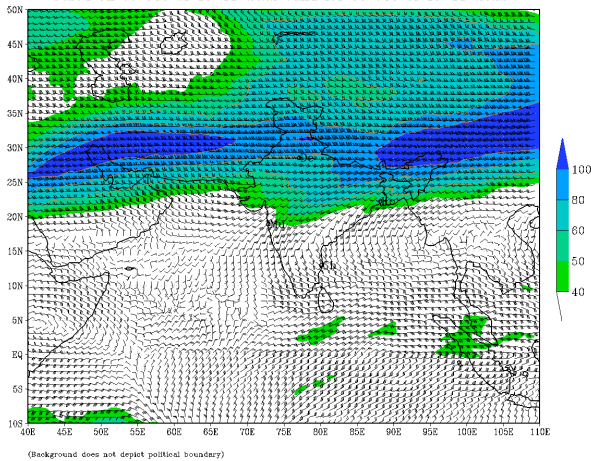 50N
45N
40N
35N
30N
25N
20N
15N
10N
5N
EQ
5S
10S
40E 45E 50E 55E 60E 65E 70E 75E 80E 85E 90E 95E 100E 105E 110E
100
80
60
50
40
(Background does not depict political boundary)